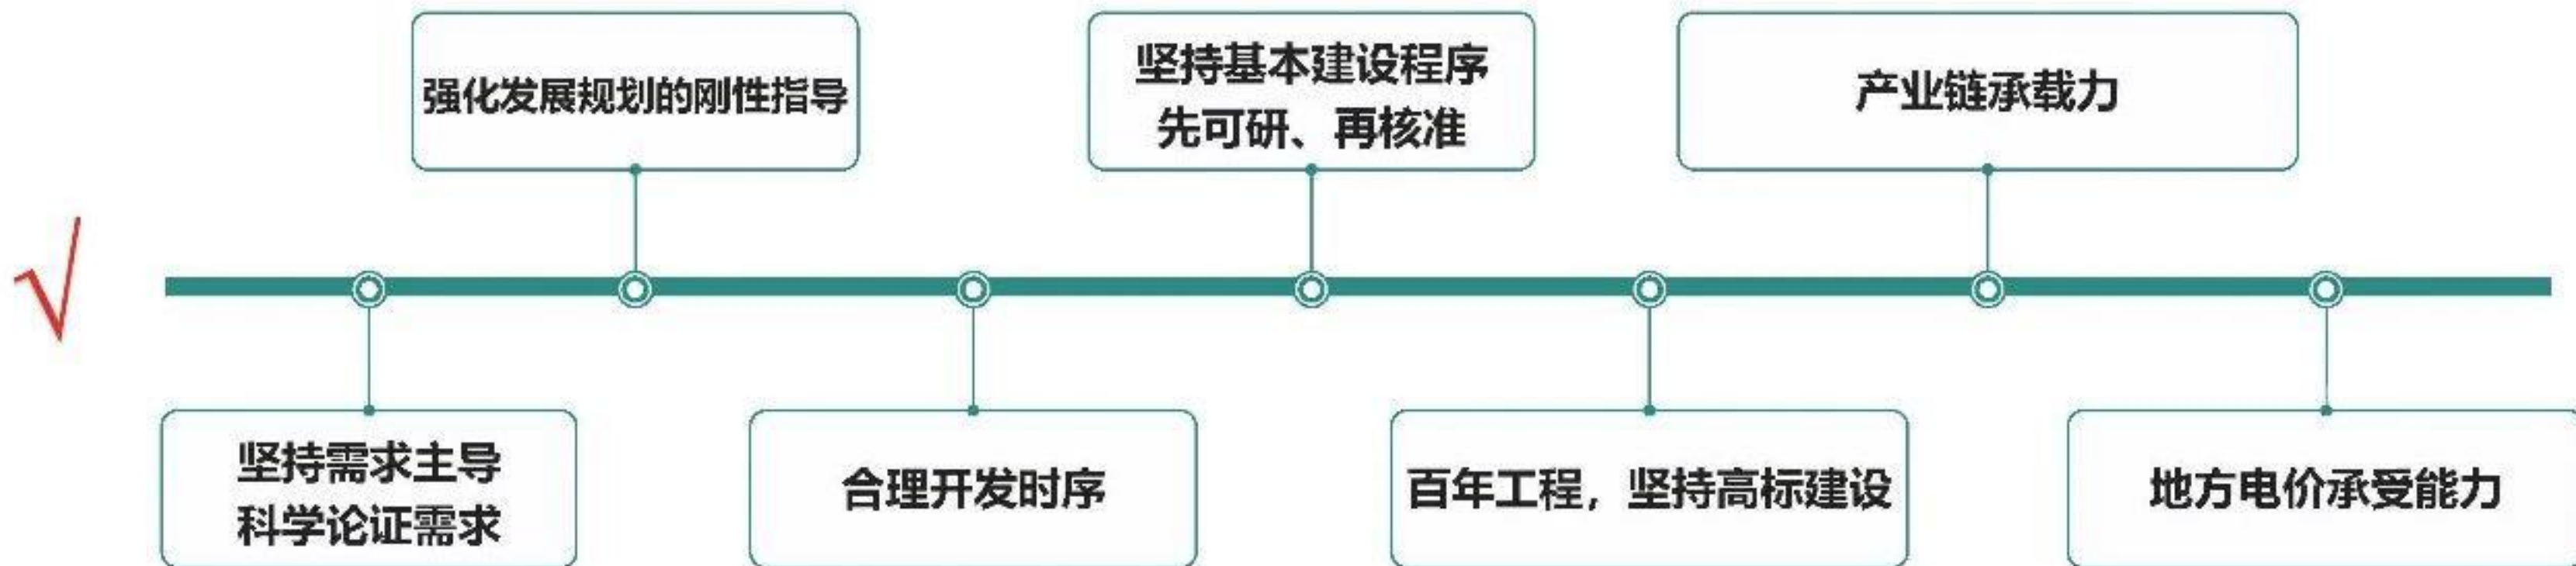 强化发展规划的刚性指导
坚持基本建设程序
先可研、再核准
产业链承载力
√
坚持需求主导
科学论证需求
合理开发时序
百年工程，坚持高标建设
地方电价承受能力